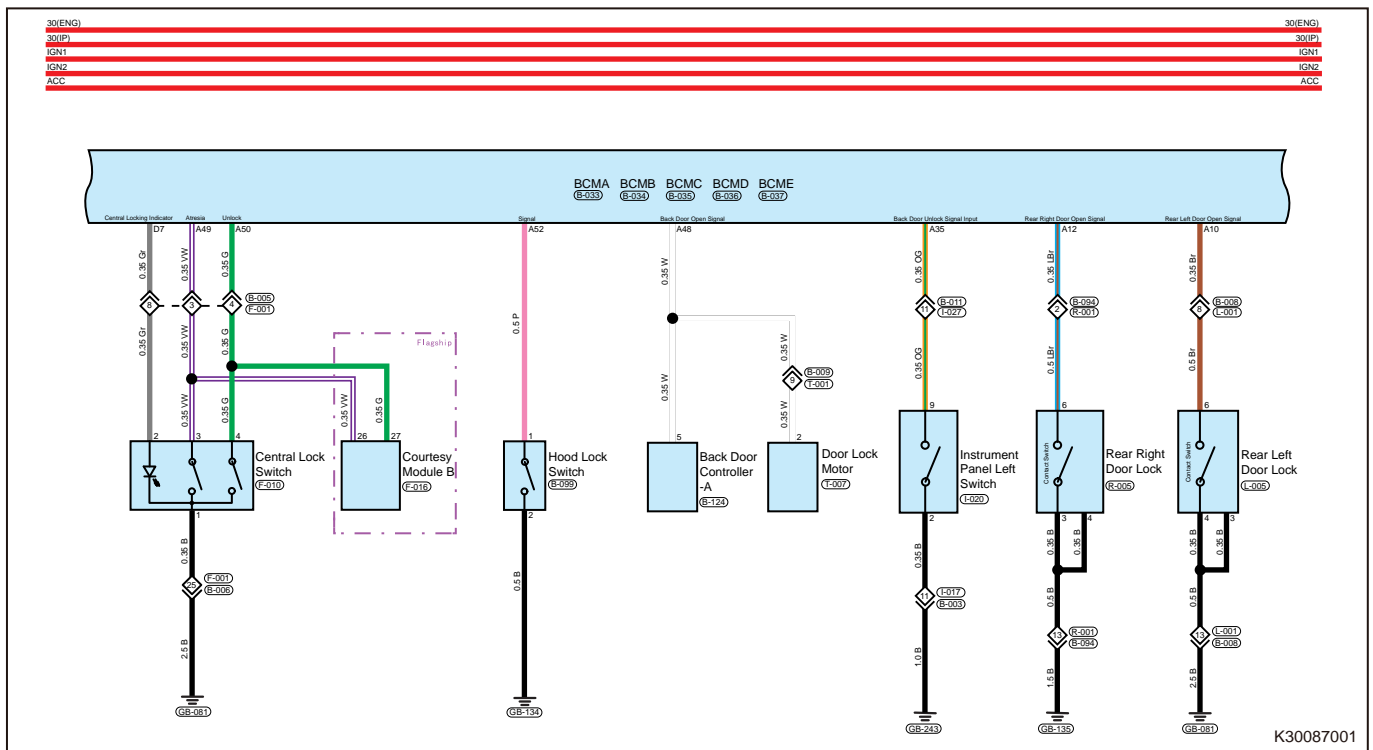 30(ENG) 30(ENG)
30(IP) 30(IP)
IGN1 IGN1
IGN2 IGN2
ACC ACC
BCMA BCMB BCMC BCMD BCME
B-033 B-034 B-035 B-036 B-037
Central Locking Indicator Atresia Unlock Signal Back Door Open Signal Back Door Unlock Signal Input Rear Right Door Open Signal Rear Left Door Open Signal
D7 A49 A50 A52 A48 A35 A12 A10
0.35 Gr 0.35 VW 0.35 G 0.5 P 0.35 W 0.35 OG 0.35 LBr 0.35 Br
8 3 4 B-005 F-001
11 B-011 I-027
2 B-094 R-001
8 B-008 L-001
0.35 Gr 0.35 VW 0.35 G
Flagship
0.35 VW 0.35 G
0.35 W 0.35 W
9 B-009 T-001
0.35 W
0.35 OG 0.5 LBr 0.5 Br
2 3 4 26 27 1 5 2 9 6 6
Central Lock
Switch
F-010
1
Courtesy
Module B
F-016
Hood Lock
Switch
B-099
2
Back Door
Controller
-A
B-124
Door Lock
Motor
T-007
Instrument
Panel Left
Switch
I-020
2
Contact Switch
Rear Right
Door Lock
R-005
3 4
Contact Switch
Rear Left
Door Lock
L-005
4 3
0.35 B 0.5 B 0.35 B 0.35 B 0.35 B 0.35 B 0.35 B
25 F-001 B-006
11 I-017 B-003
0.5 B 0.5 B
13 R-001 B-094
13 L-001 B-008
2.5 B 1.0 B 1.5 B 2.5 B
GB-081 GB-134 GB-243 GB-135 GB-081
K30087001